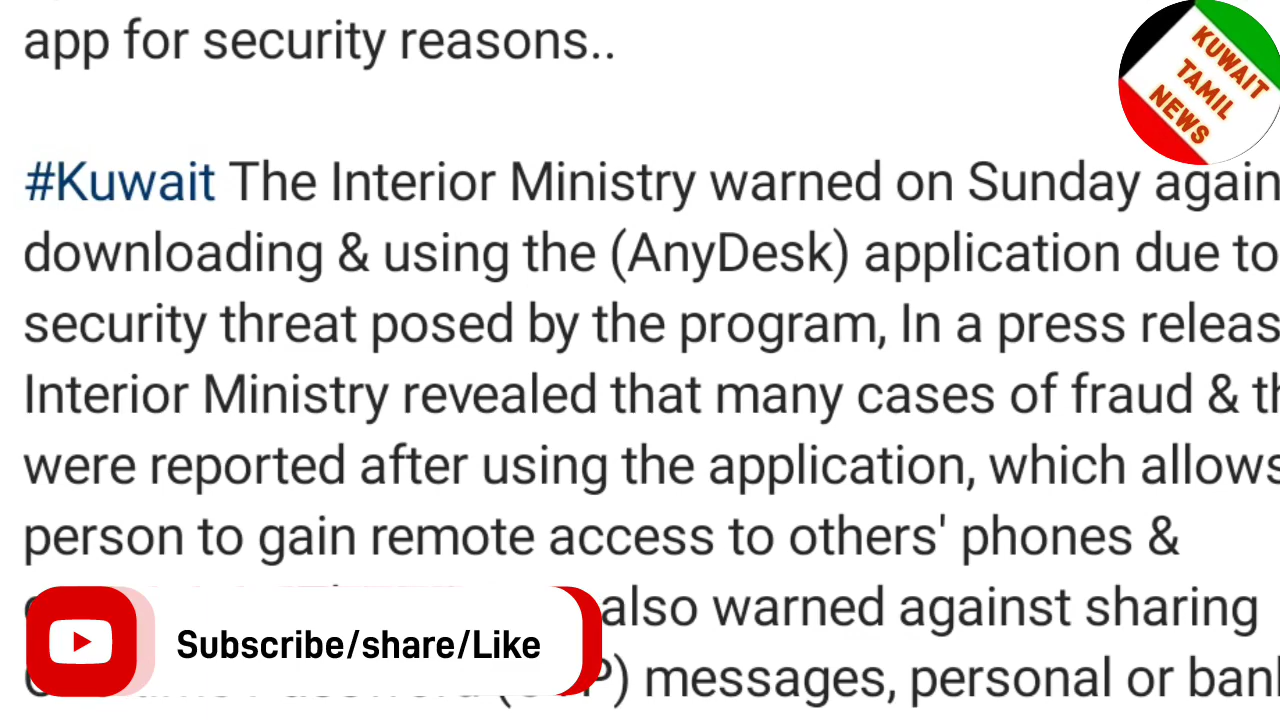 app for security reasons..
KUWAIT
TAMIL
NEWS
#Kuwait The Interior Ministry warned on Sunday again
downloading & using the (AnyDesk) application due to
security threat posed by the program, In a press releas
Interior Ministry revealed that many cases of fraud & th
were reported after using the application, which allows
person to gain remote access to others' phones &
also warned against sharing
Subscribe/share/Like
messages, personal or bank